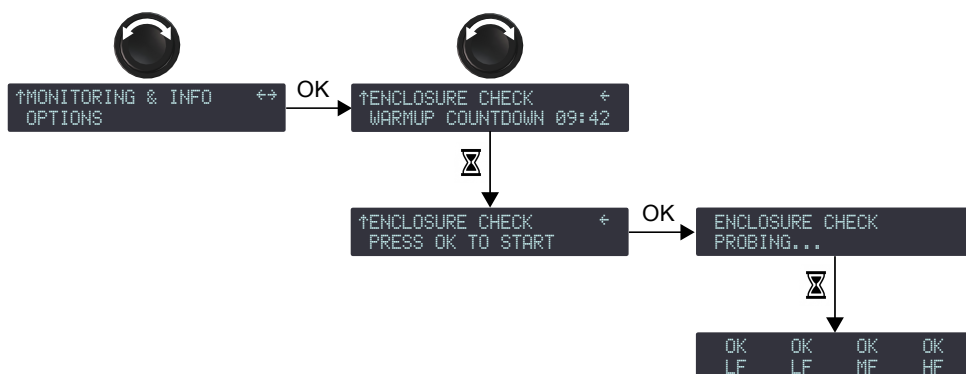 ↑MONITORING & INFO ↔
OPTIONS
OK
↑ENCLOSURE CHECK ←
WARMUP COUNTDOWN 09:42
↑ENCLOSURE CHECK ←
PRESS OK TO START
OK
ENCLOSURE CHECK
PROBING...
OK OK OK OK
LF LF MF HF